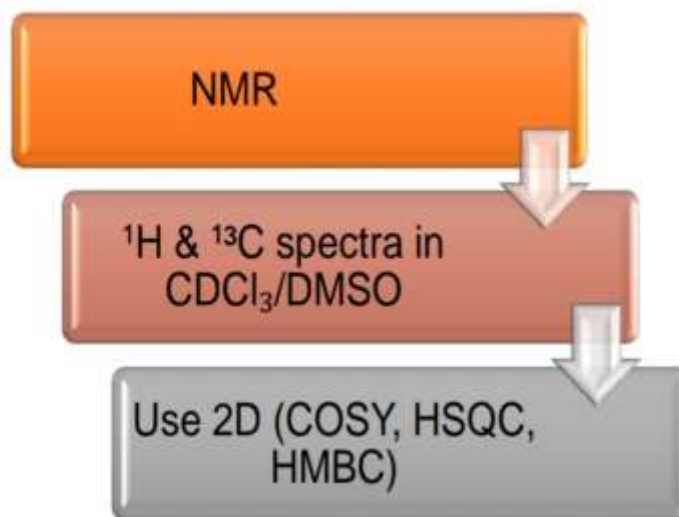 NMR
¹H & ¹³C spectra in
CDCl₃/DMSO
Use 2D (COSY, HSQC,
HMBC)